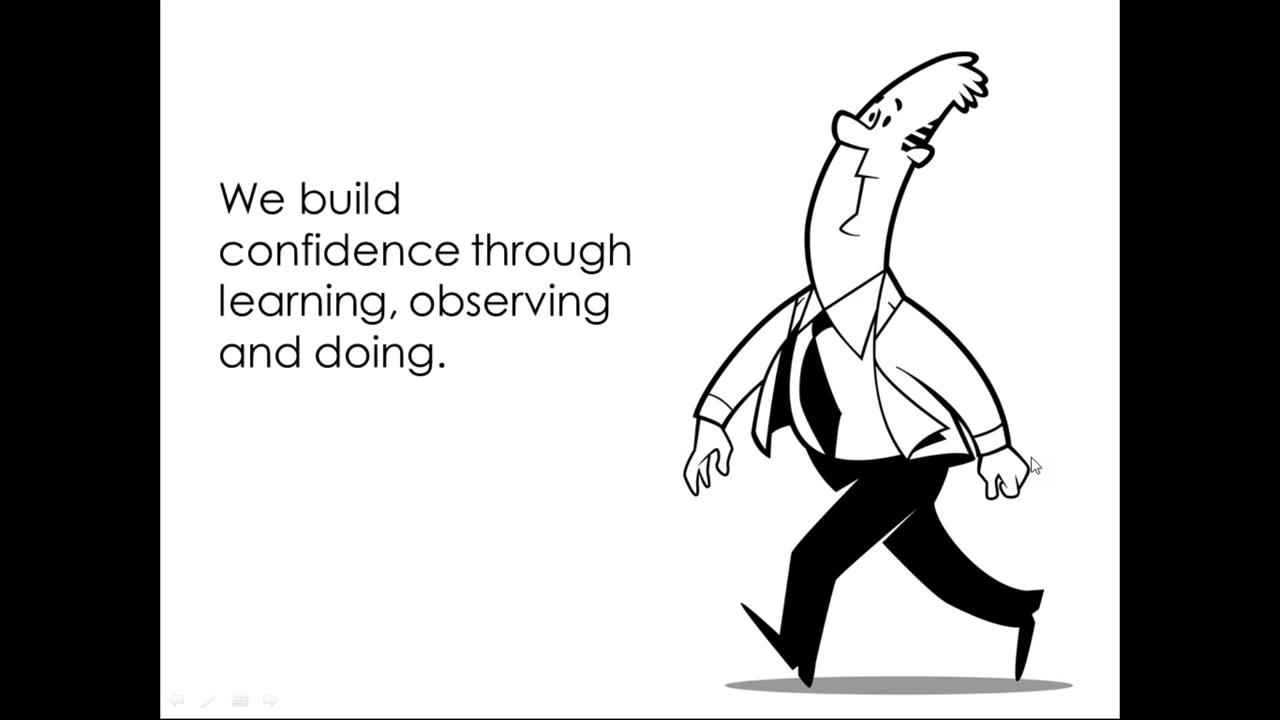 We build
confidence through
learning, observing
and doing.